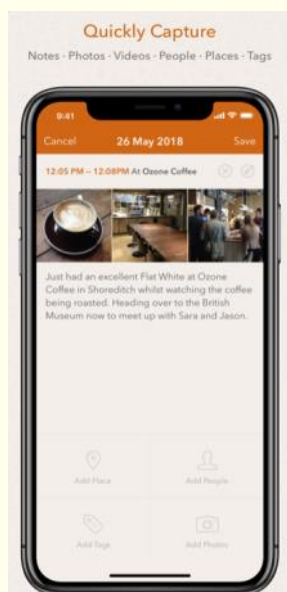 Quickly Capture
Notes · Photos · Videos · People · Places · Tags
9:41
Cancel 26 May 2018 Save
12:05 PM – 12:08PM At Ozone Coffee
Just had an excellent Flat White at Ozone
Coffee in Shoreditch whilst watching the coffee
being roasted. Heading over to the British
Museum now to meet up with Sara and Jason.
Add Place Add People
Add Tags Add Photos